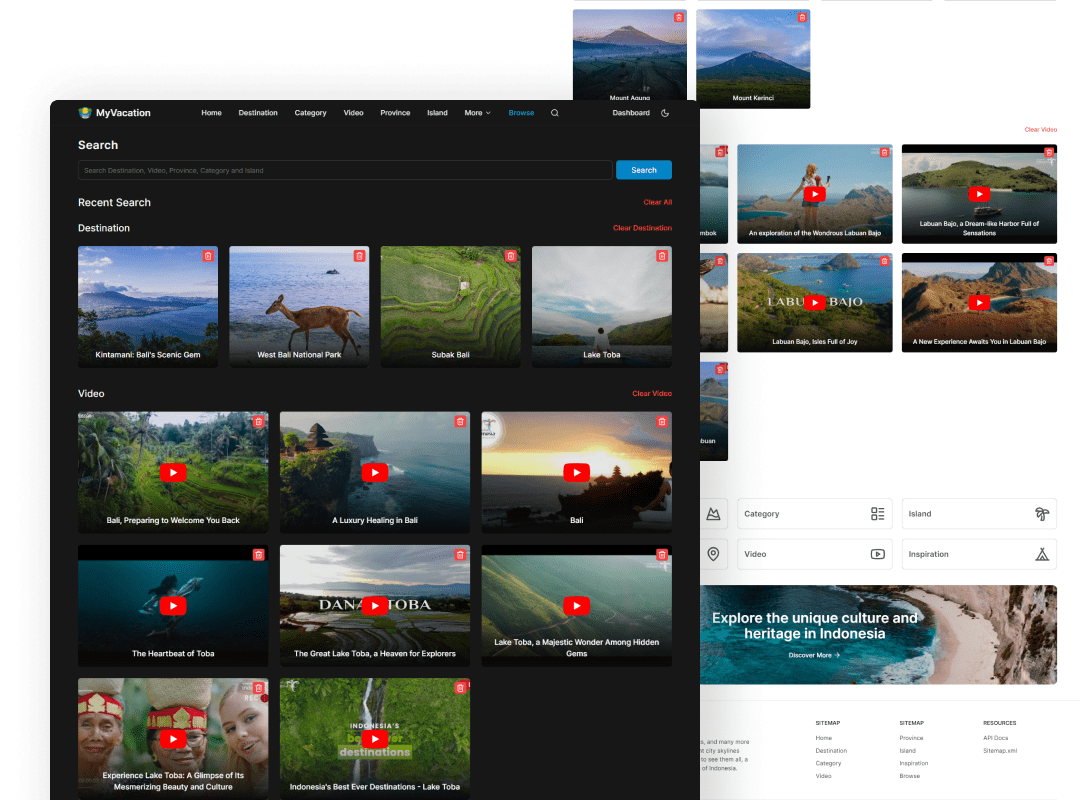 Mount Agung
Mount Kerinci
MyVacation
Home
Destination
Category
Video
Province
Island
More
Browse
Dashboard
Search
Search Destination, Video, Province, Category and Island
Search
Recent Search
Clear All
Destination
Clear Destination
Kintamani: Bali's Scenic Gem
West Bali National Park
Subak Bali
Lake Toba
Video
Clear Video
Bali, Preparing to Welcome You Back
A Luxury Healing in Bali
Bali
The Heartbeat of Toba
DANA TOBA
The Great Lake Toba, a Heaven for Explorers
Lake Toba, a Majestic Wonder Among Hidden
Gems
REC
Experience Lake Toba: A Glimpse of Its
Mesmerizing Beauty and Culture
INDONESIA'S
destinations
Indonesia's Best Ever Destinations - Lake Toba
Clear Video
mbok
An exploration of the Wondrous Labuan Bajo
Labuan Bajo, a Dream-like Harbor Full of
Sensations
LABU BAJO
Labuan Bajo, Isles Full of Joy
A New Experience Awaits You in Labuan Bajo
buan
Category
Island
Video
Inspiration
Explore the unique culture and
heritage in Indonesia
Discover More →
s, and many more
nt city skylines
to see them all, a
of Indonesia.
SITEMAP
Home
Destination
Category
Video
SITEMAP
Province
Island
Inspiration
Browse
RESOURCES
API Docs
Sitemap.xml